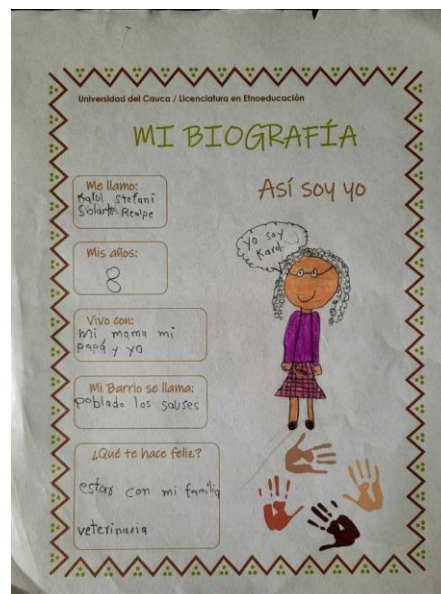 Universidad del Cauca / Licenciatura en Etnoeducación
MI BIOGRAFÍA
Así soy yo
Me llamo:
Stefani
Solarte Realpe
yo soy
Karol
Mis años:
8
Vivo con:
mi mama mi
papá y yo
Mi Barrio se llama:
poblado los sauses
¿Qué te hace feliz?
estar con mi familia
veterinaria